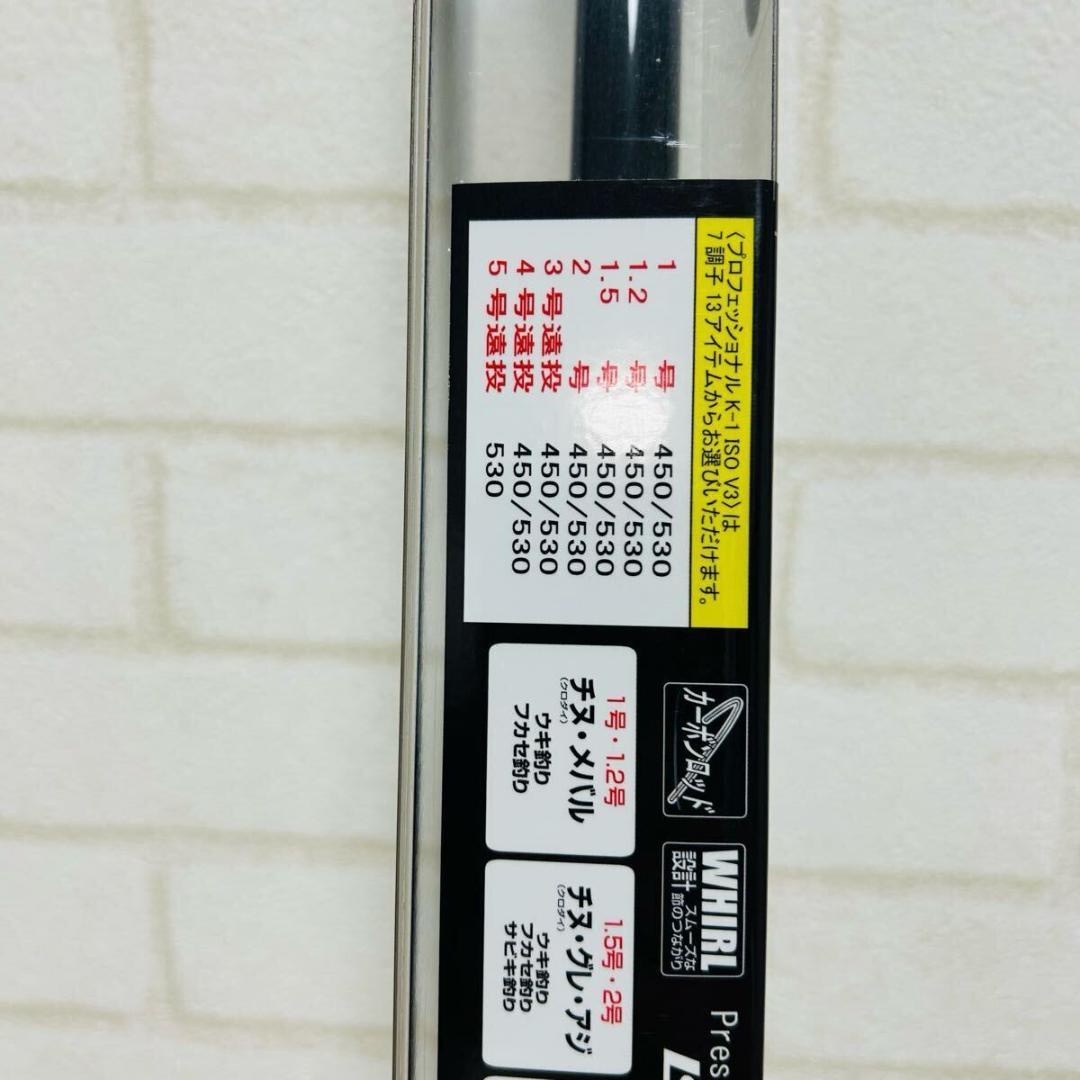 〈プロフェッショナル K-1 ISO V3〉は
7 調子 13アイテムからお選びいただけます。
1 号 450/530
1.2 号 450/530
1.5 号 450/530
2 号 450/530
3 号遠投 450/530
4 号遠投 450/530
5 号遠投 530
カーボンロッド
1号・1.2号
チヌ・メバル
(クロダイ)
ウキ釣り
フカセ釣り
WHIRL
設計 スムーズな
節のつながり
1.5号・2号
チヌ・グレ・アジ
(クロダイ)
ウキ釣り
フカセ釣り
サビキ釣り
Pres